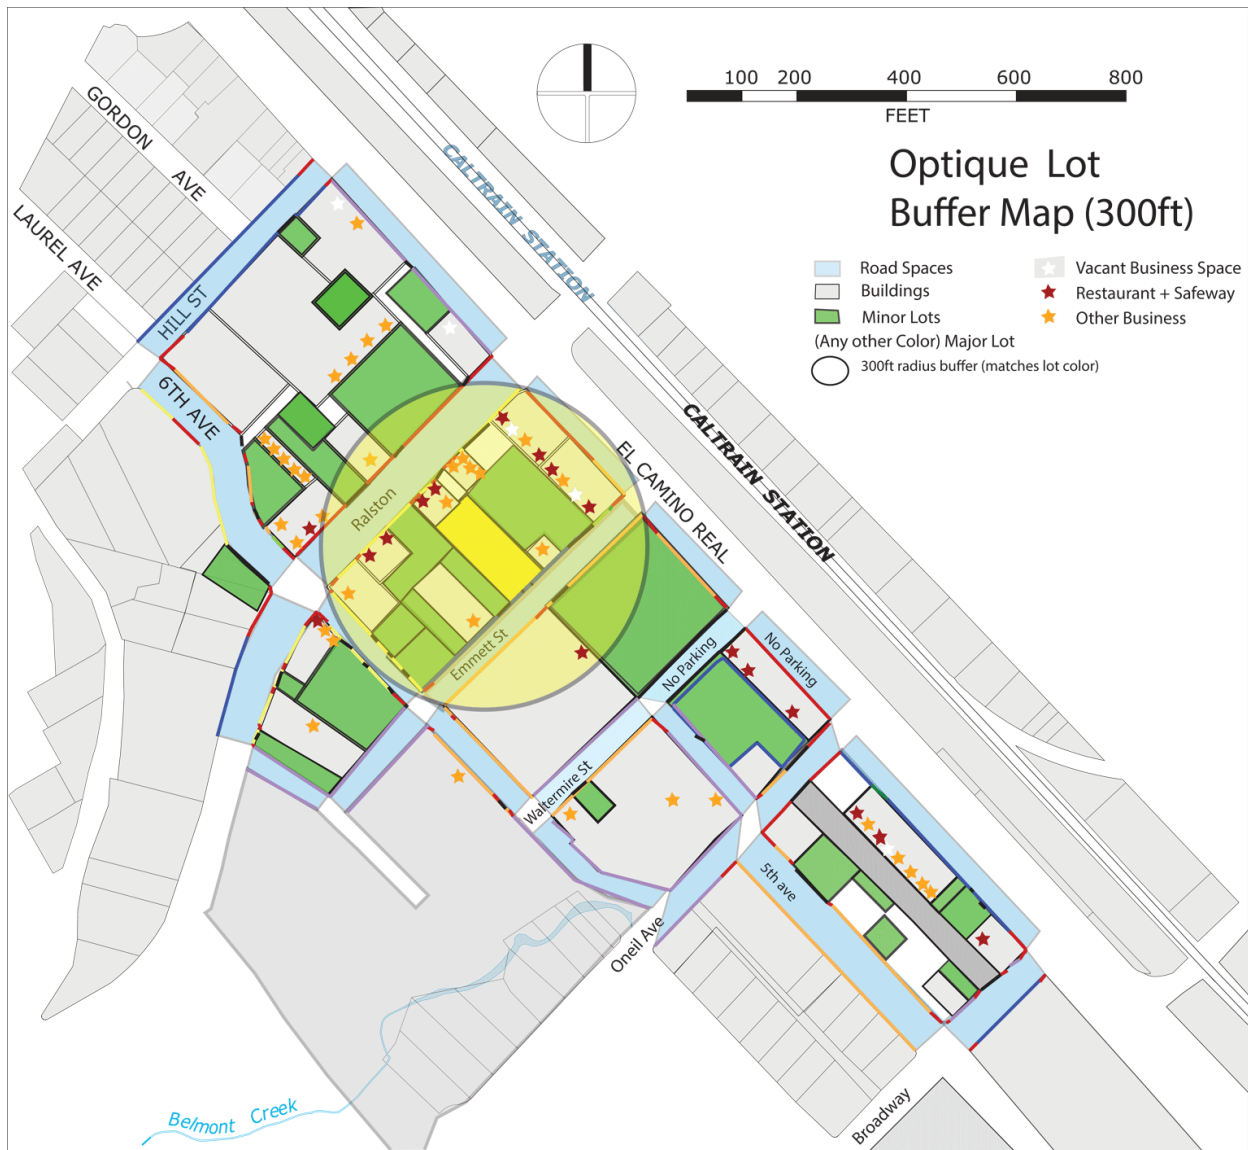 100 200 400 600 800
FEET
Optique Lot
Buffer Map (300ft)
Road Spaces
Buildings
Minor Lots
(Any other Color) Major Lot
300ft radius buffer (matches lot color)
Vacant Business Space
Restaurant + Safeway
Other Business
GORDON AVE
LAUREL AVE
HILL ST
6TH AVE
CALTRAIN STATION
CALTRAIN STATION
EL CAMINO REAL
Ralston
Emmett St
No Parking
No Parking
Waltermire St
5th ave
Oneil Ave
Broadway
Belmont Creek